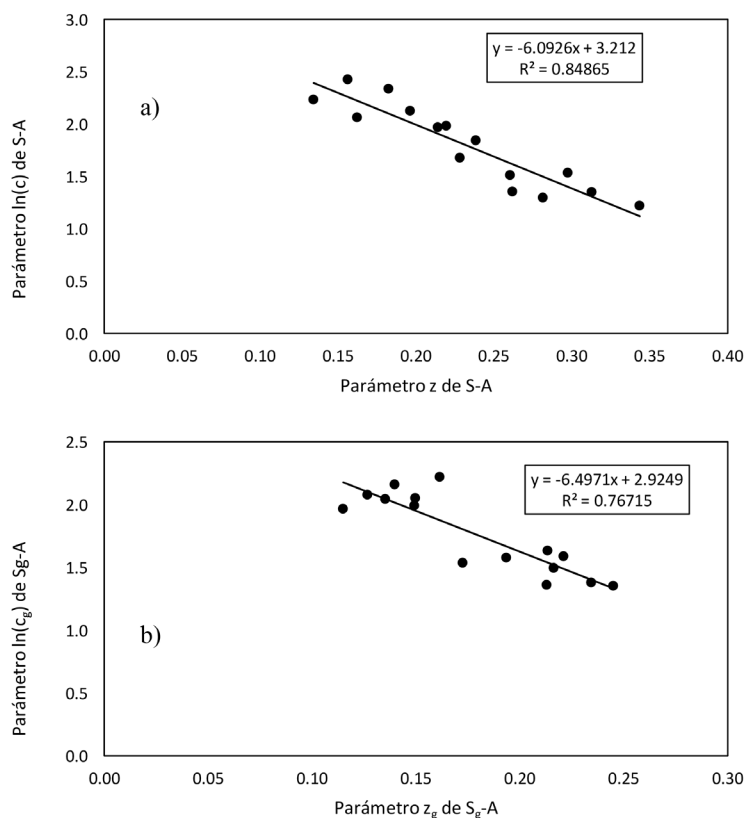 3.0
y = -6.0926x + 3.212
R² = 0.84865
2.5
a)
2.0
1.5
1.0
0.5
0.0
Parámetro ln(c) de S-A
0.00 0.05 0.10 0.15 0.20 0.25 0.30 0.35 0.40
Parámetro z de S-A
2.5
y = -6.4971x + 2.9249
R² = 0.76715
2.0
1.5
1.0
b)
0.5
0.0
Parámetro ln(cg) de Sg-A
0.00 0.05 0.10 0.15 0.20 0.25 0.30
Parámetro zg de Sg-A